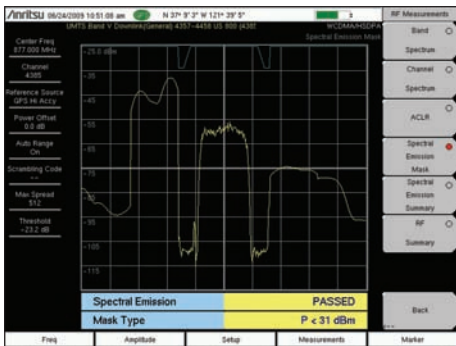 /Inritsu 06/24/2009 10:51:08 am N 37º 9' 3" W 121º 39' 5"
UMTS Band V Downlink(General) 4357-4458 US 800 (4385
WCDMA/HSDPA
Spectral Emission Mask
Center Freq
877.000 MHz
Channel
4385
Reference Source
GPS Hi Accy
Power Offset
0.0 dB
Auto Range
On
Scrambling Code
--
Max Spread
512
Threshold
-23.2 dB
-25.0 dBm
-35
-45
-55
-65
-75
-85
-95
-105
-115
Spectral Emission PASSED
Mask Type P < 31 dBm
RF Measurements
Band
Spectrum
Channel
Spectrum
ACLR
Spectral
Emission
Mask
Spectral
Emission
Summary
RF
Summary
Back
Freq Amplitude Setup Measurements Marker